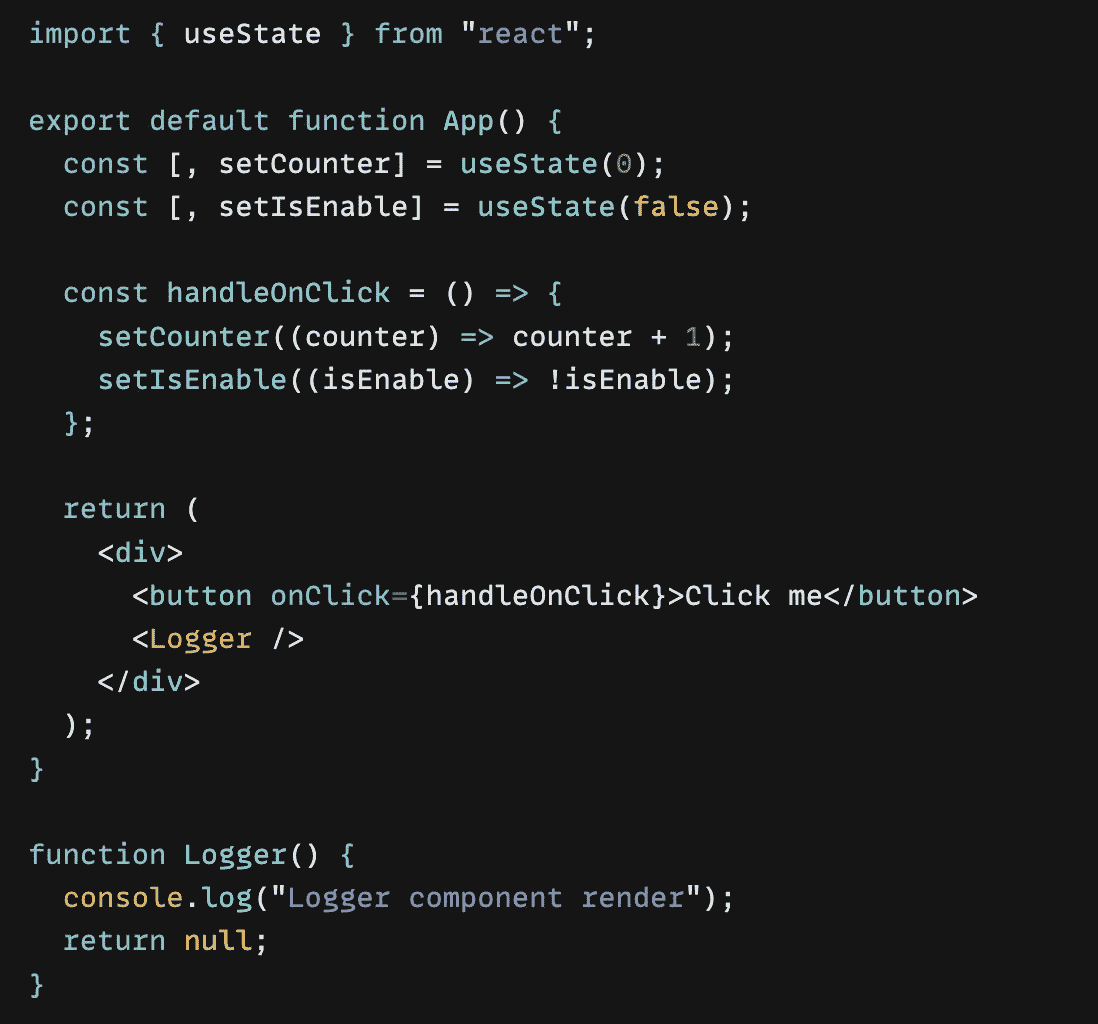 import { useState } from "react";
export default function App() {
const [, setCounter] = useState(0);
const [, setIsEnable] = useState(false);
const handleOnClick = () => {
setCounter((counter) => counter + 1);
setIsEnable((isEnable) => !isEnable);
};
return (
<div>
<button onClick={handleOnClick}>Click me</button>
<Logger />
</div>
);
}
function Logger() {
console.log("Logger component render");
return null;
}